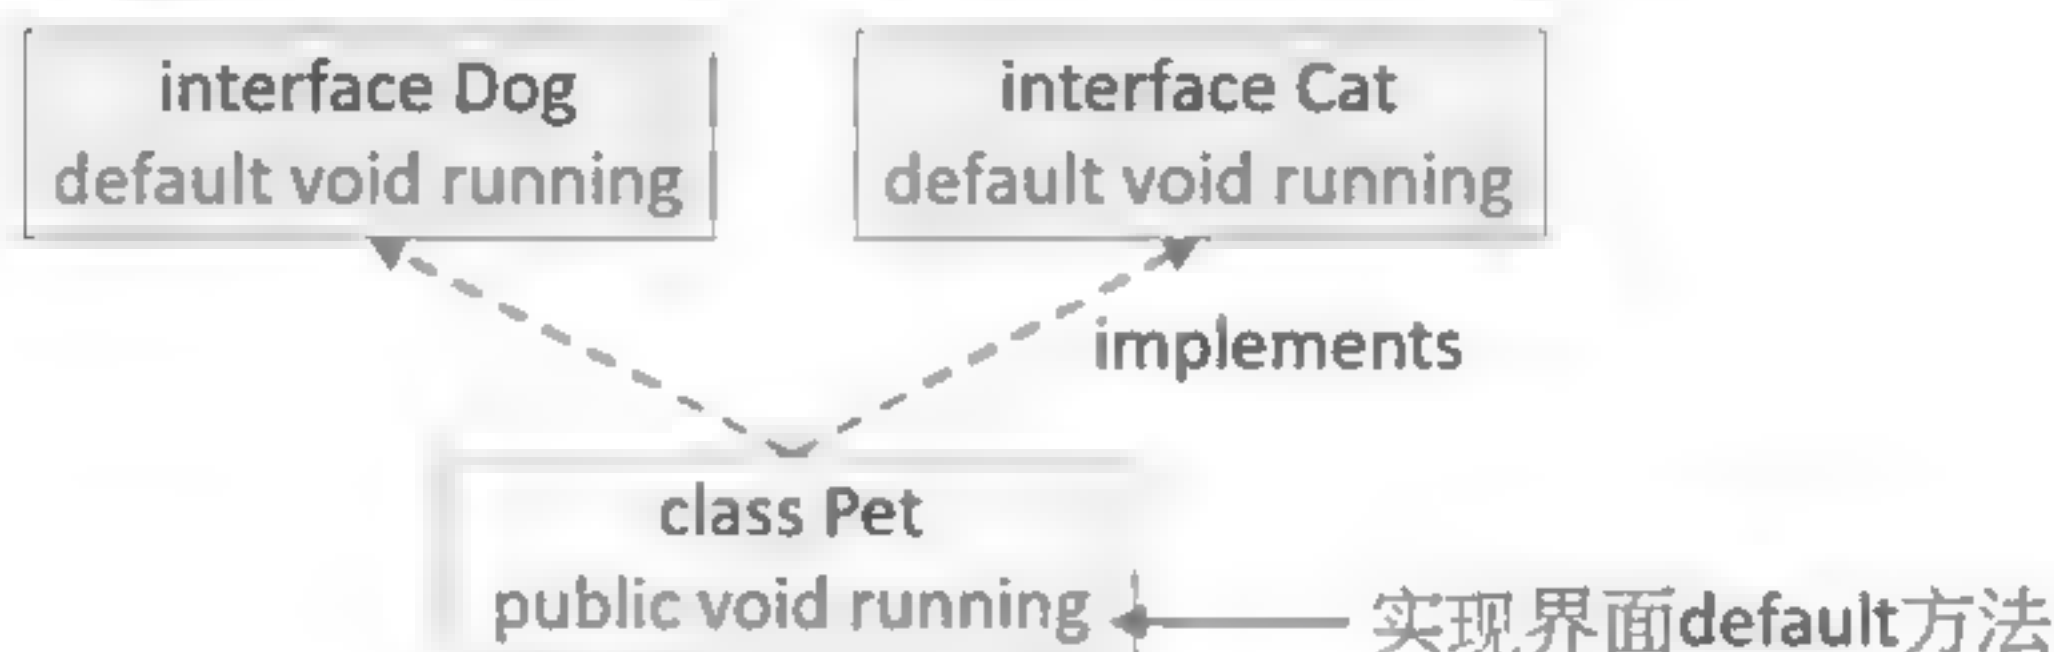 interface Dog
default void running
interface Cat
default void running
implements
class Pet
public void running
实现界面default方法